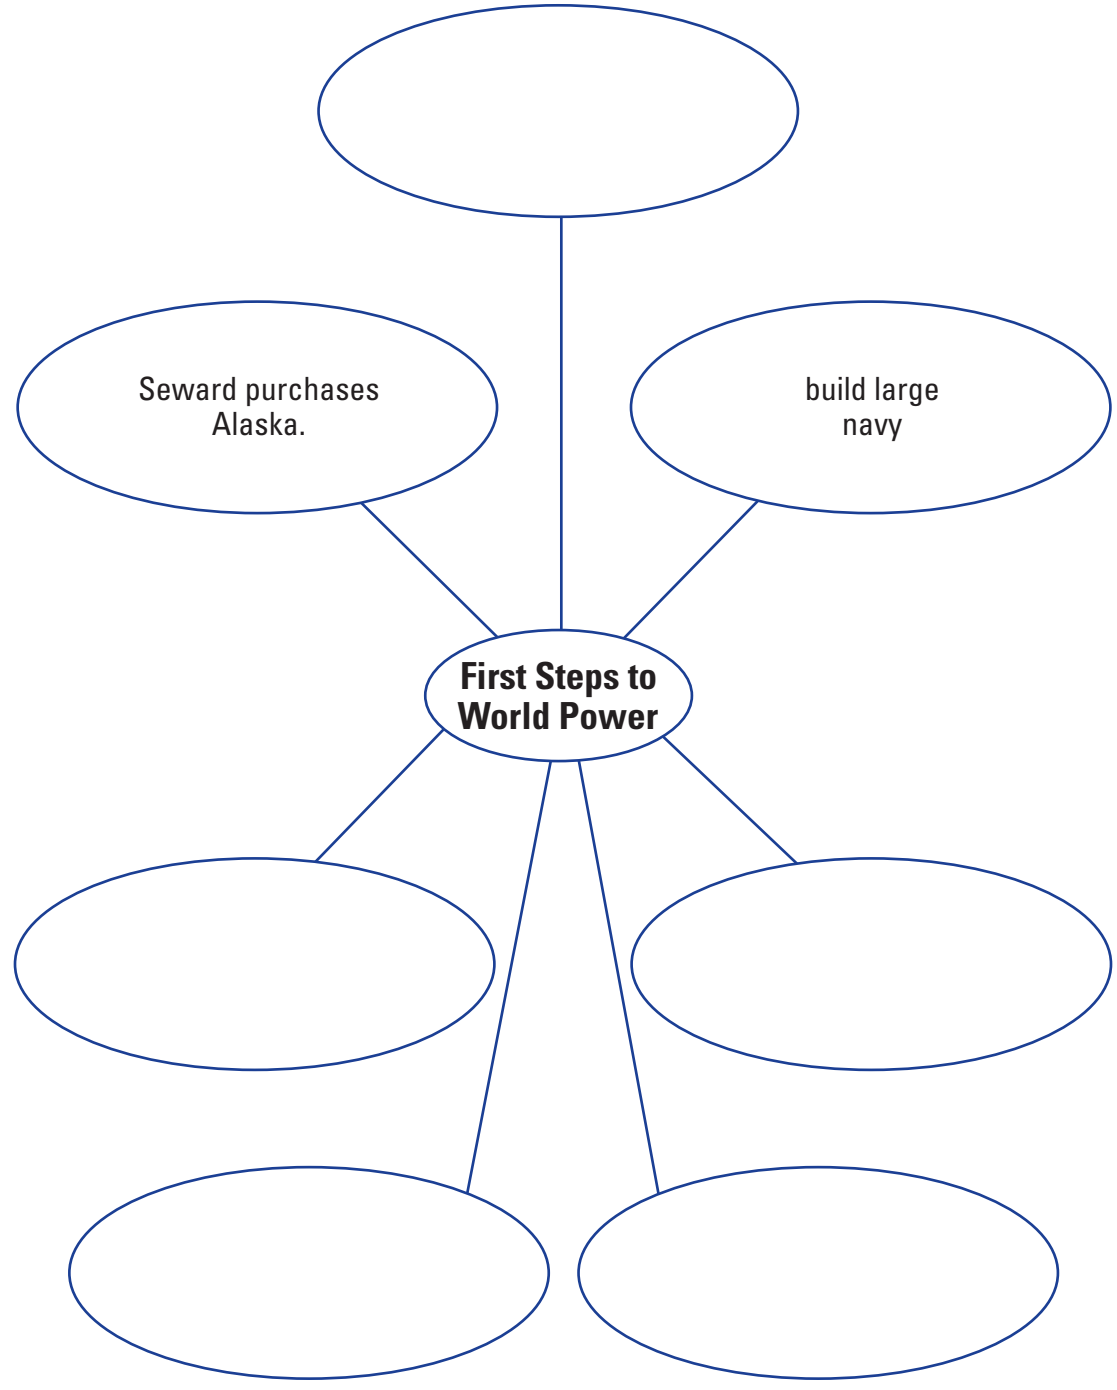 Seward purchases
Alaska.
build large
navy
First Steps to
World Power